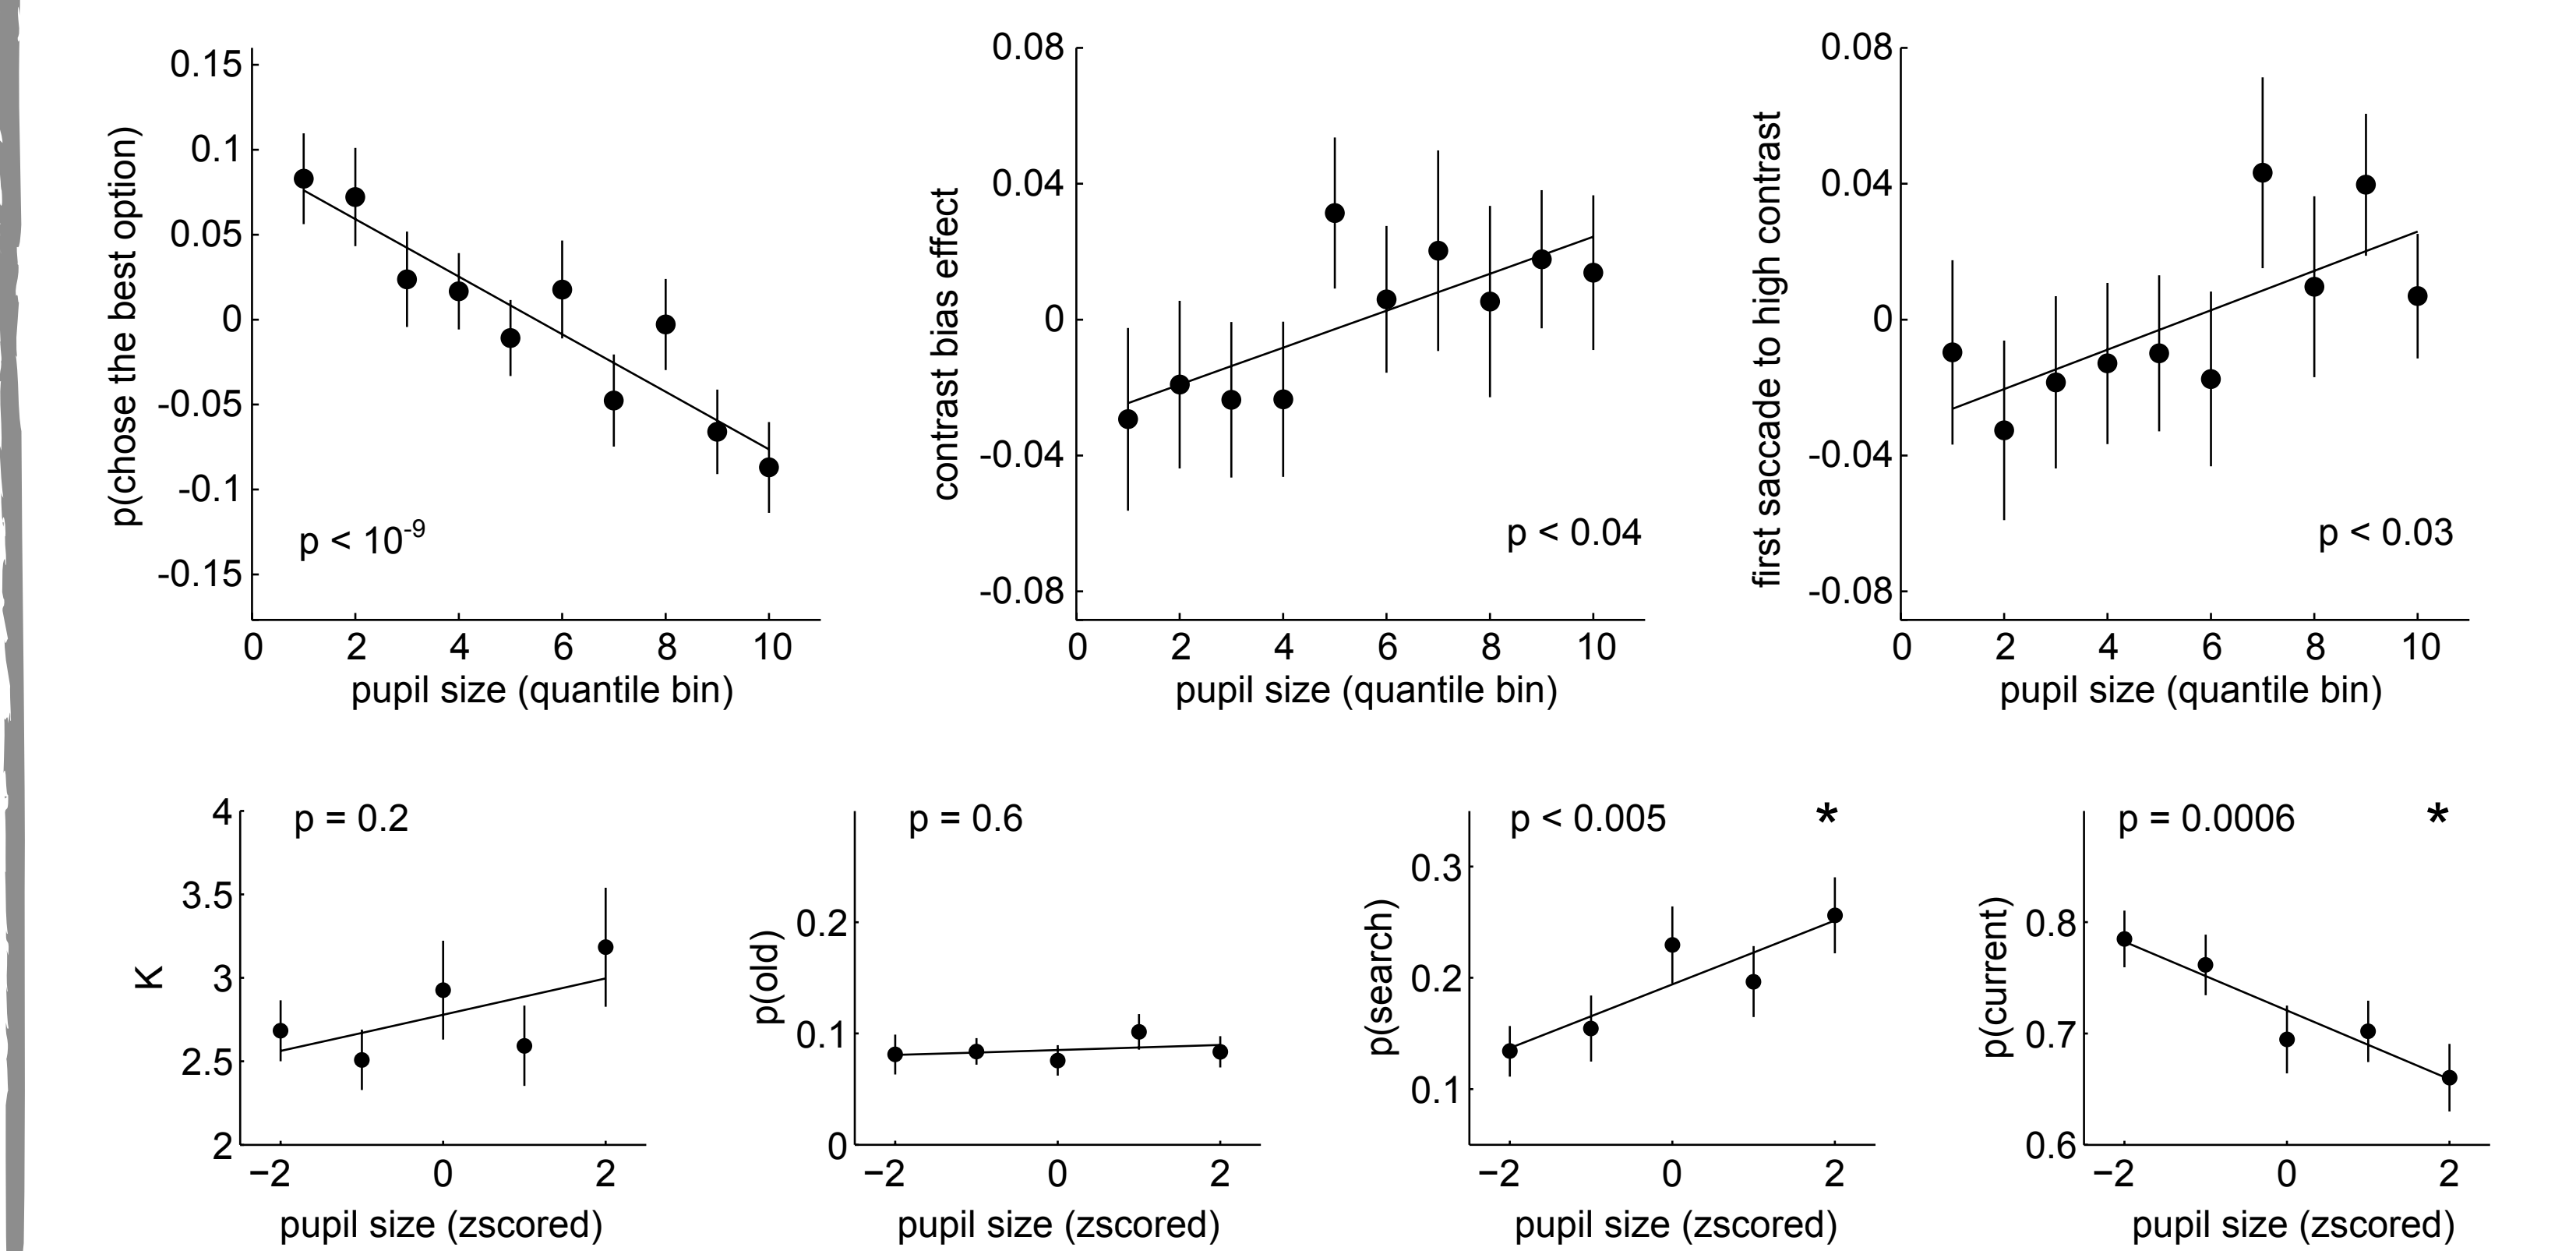 p(chose the best option)
0.15
0.1
0.05
0
-0.05
-0.1
-0.15
p < 10⁻⁹
0 2 4 6 8 10
pupil size (quantile bin)
contrast bias effect
0.08
0.04
0
-0.04
-0.08
p < 0.04
0 2 4 6 8 10
pupil size (quantile bin)
first saccade to high contrast
0.08
0.04
0
-0.04
-0.08
p < 0.03
0 2 4 6 8 10
pupil size (quantile bin)
K
4
3.5
3
2.5
2
p = 0.2
−2 0 2
pupil size (zscored)
p(old)
0.2
0.1
0
p = 0.6
−2 0 2
pupil size (zscored)
p(search)
0.3
0.2
0.1
p < 0.005 *
−2 0 2
pupil size (zscored)
p(current)
0.8
0.7
0.6
p = 0.0006 *
−2 0 2
pupil size (zscored)